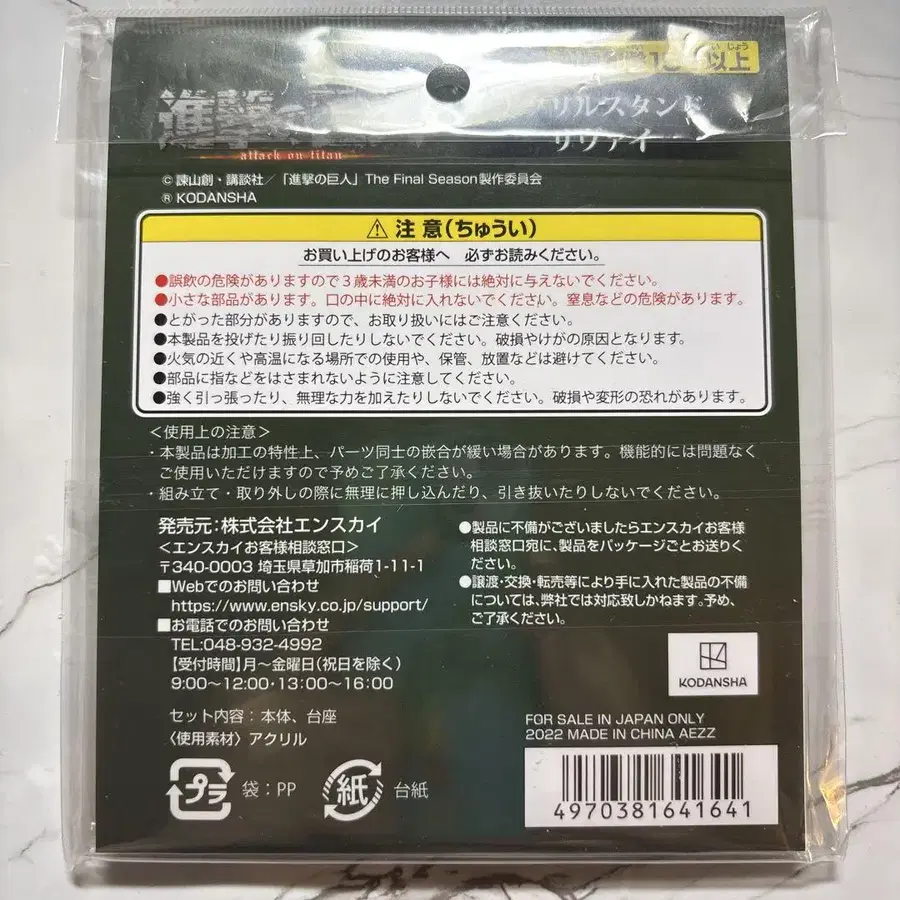 以上
いじょう
進撃の
attack on titan
リルスタンド
リヴァイ
© 諫山創・講談社/「進撃の巨人」The Final Season製作委員会
® KODANSHA
⚠ 注意(ちゅうい)
お買い上げのお客様へ 必ずお読みください。
●誤飲の危険がありますので3歳未満のお子様には絶対に与えないでください。
●小さな部品があります。口の中に絶対に入れないでください。窒息などの危険があります。
●とがった部分がありますので、お取り扱いにはご注意ください。
●本製品を投げたり振り回したりしないでください。破損やけがの原因となります。
●火気の近くや高温になる場所での使用や、保管、放置などは避けてください。
●部品に指などをはさまれないように注意してください。
●強く引っ張ったり、無理な力を加えたりしないでください。破損や変形の恐れがあります。
<使用上の注意>
・本製品は加工の特性上、パーツ同士の嵌合が緩い場合があります。機能的には問題なく
ご使用いただけますので予めご了承ください。
・組み立て・取り外しの際に無理に押し込んだり、引き抜いたりしないでください。
発売元:株式会社エンスカイ
<エンスカイお客様相談窓口>
〒340-0003 埼玉県草加市稲荷1-11-1
■Webでのお問い合わせ
https://www.ensky.co.jp/support/
■お電話でのお問い合わせ
TEL:048-932-4992
【受付時間】月〜金曜日(祝日を除く)
9:00〜12:00・13:00〜16:00
●製品に不備がございましたらエンスカイお客様
相談窓口宛に、製品をパッケージごとお送りく
ださい。
●譲渡・交換・転売等により手に入れた製品の不備
については、弊社では対応致しかねます。予め、
ご了承ください。
KODANSHA
セット内容:本体、台座
〈使用素材〉アクリル
プラ 袋:PP
紙 台紙
FOR SALE IN JAPAN ONLY
2022 MADE IN CHINA AEZZ
4970381641641